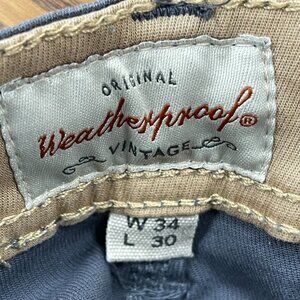 ORIGINAL
Weatherproof®
VINTAGE
W 34
L 30